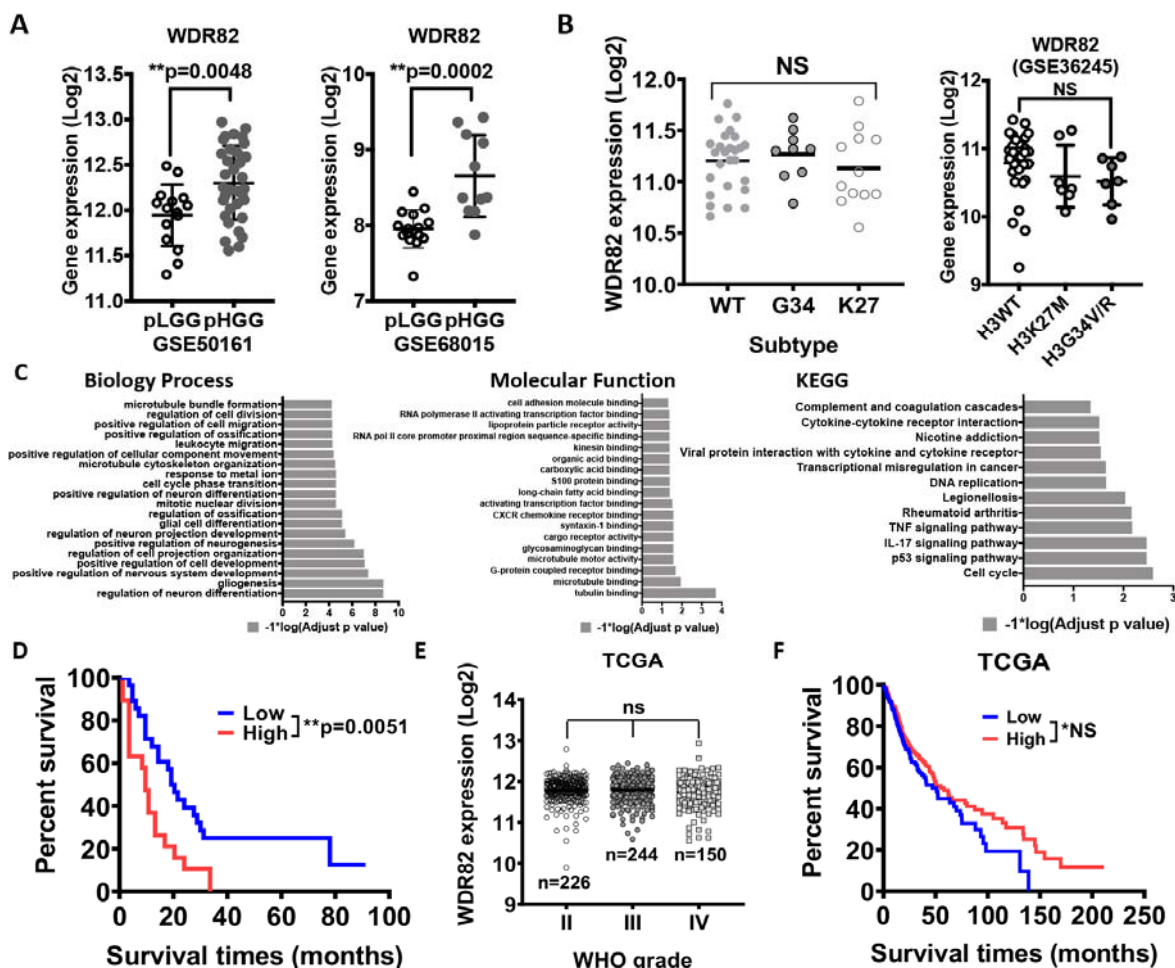 A
WDR82
**p=0.0048
Gene expression (Log2)
13.5
13.0
12.5
12.0
11.5
11.0
pLGG pHGG
GSE50161
WDR82
**p=0.0002
Gene expression (Log2)
10
9
8
7
pLGG pHGG
GSE68015
B
NS
WDR82 expression (Log2)
12.0
11.5
11.0
10.5
10.0
WT G34 K27
Subtype
WDR82
(GSE36245)
NS
Gene expression (Log2)
12
11
10
9
H3WT
H3K27M
H3G34V/R
C
Biology Process
microtubule bundle formation
regulation of cell division
positive regulation of cell migration
positive regulation of ossification
leukocyte migration
positive regulation of cellular component movement
microtubule cytoskeleton organization
response to metal ion
cell cycle phase transition
positive regulation of neuron differentiation
mitotic nuclear division
regulation of ossification
glial cell differentiation
regulation of neuron projection development
positive regulation of neurogenesis
regulation of cell projection organization
positive regulation of cell development
positive regulation of nervous system development
gliogenesis
regulation of neuron differentiation
0 2 4 6 8 10
-1*log(Adjust p value)
Molecular Function
cell adhesion molecule binding
RNA polymerase II activating transcription factor binding
lipoprotein particle receptor activity
RNA pol II core promoter proximal region sequence-specific binding
kinesin binding
organic acid binding
carboxylic acid binding
S100 protein binding
long-chain fatty acid binding
activating transcription factor binding
CXCR chemokine receptor binding
syntaxin-1 binding
cargo receptor activity
glycosaminoglycan binding
microtubule motor activity
G-protein coupled receptor binding
microtubule binding
tubulin binding
0 1 2 3 4
-1*log(Adjust p value)
KEGG
Complement and coagulation cascades
Cytokine-cytokine receptor interaction
Nicotine addiction
Viral protein interaction with cytokine and cytokine receptor
Transcriptional misregulation in cancer
DNA replication
Legionellosis
Rheumatoid arthritis
TNF signaling pathway
IL-17 signaling pathway
p53 signaling pathway
Cell cycle
0 1 2 3
-1*log(Adjust p value)
D
Percent survival
100
80
60
40
20
0
Low
High
**p=0.0051
0 20 40 60 80 100
Survival times (months)
E
TCGA
WDR82 expression (Log2)
14
13
12
11
10
9
ns
n=226
n=244
n=150
II III IV
WHO grade
F
TCGA
Percent survival
100
80
60
40
20
0
Low
High
*NS
0 50 100 150 200 250
Survival times (months)